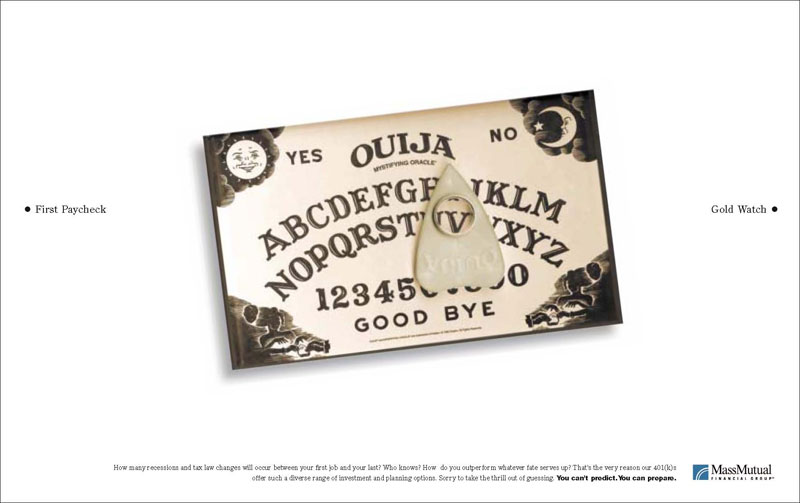 First Paycheck
Gold Watch
YES
OUIJA
NO
MYSTIFYING ORACLE
ABCDEFGH KLM
NOPQRSTV XYZ
12345 0
GOOD BYE
How many recessions and tax law changes will occur between your first job and your last? Who knows? How do you outperform whatever fate serves up? That's the very reason our 401(k)s
offer such a diverse range of investment and planning options. Sorry to take the thrill out of guessing. You can't predict. You can prepare.
MassMutual
FINANCIAL GROUP®